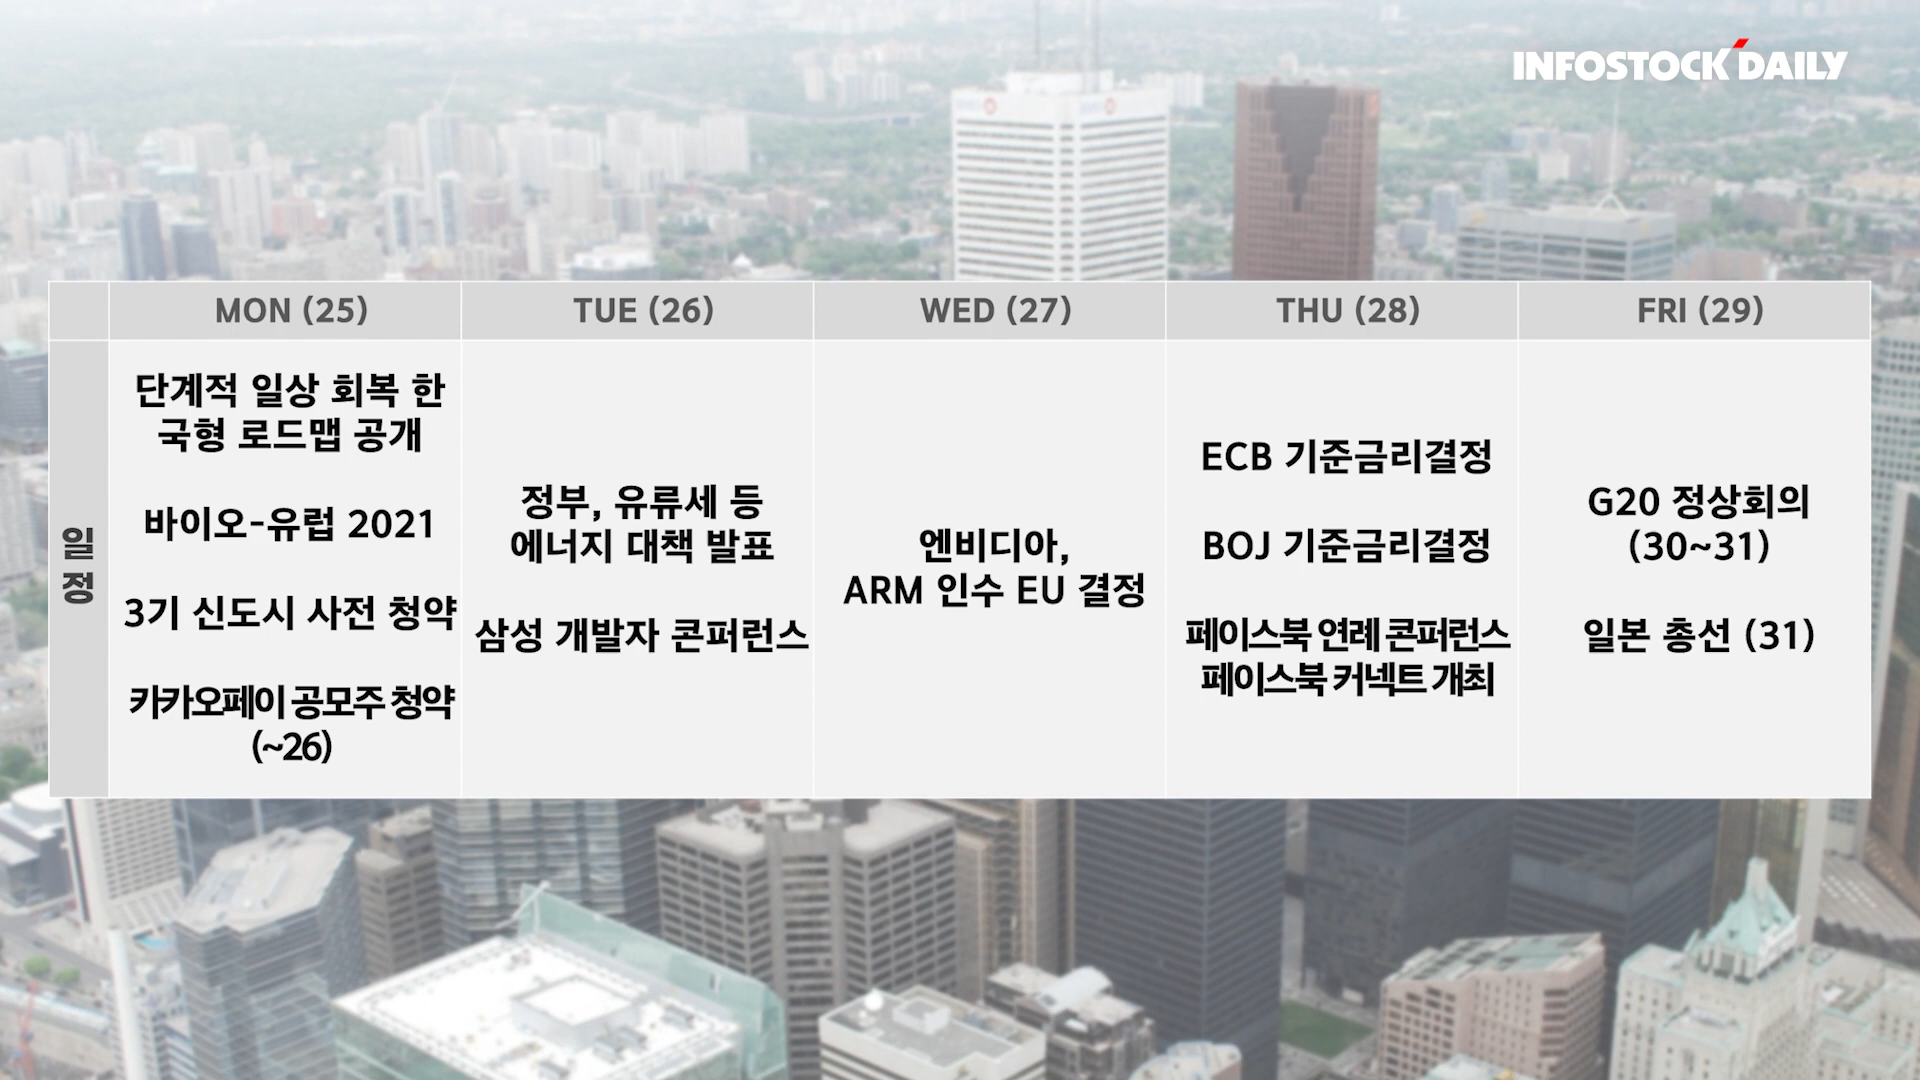 INFOSTOCK DAILY
MON (25)
TUE (26)
WED (27)
THU (28)
FRI (29)
일정
단계적 일상 회복 한
국형 로드맵 공개
바이오-유럽 2021
3기 신도시 사전 청약
카카오페이 공모주 청약
(~26)
정부, 유류세 등
에너지 대책 발표
삼성 개발자 콘퍼런스
엔비디아,
ARM 인수 EU 결정
ECB 기준금리결정
BOJ 기준금리결정
페이스북 연례 콘퍼런스
페이스북 커넥트 개최
G20 정상회의
(30~31)
일본 총선 (31)